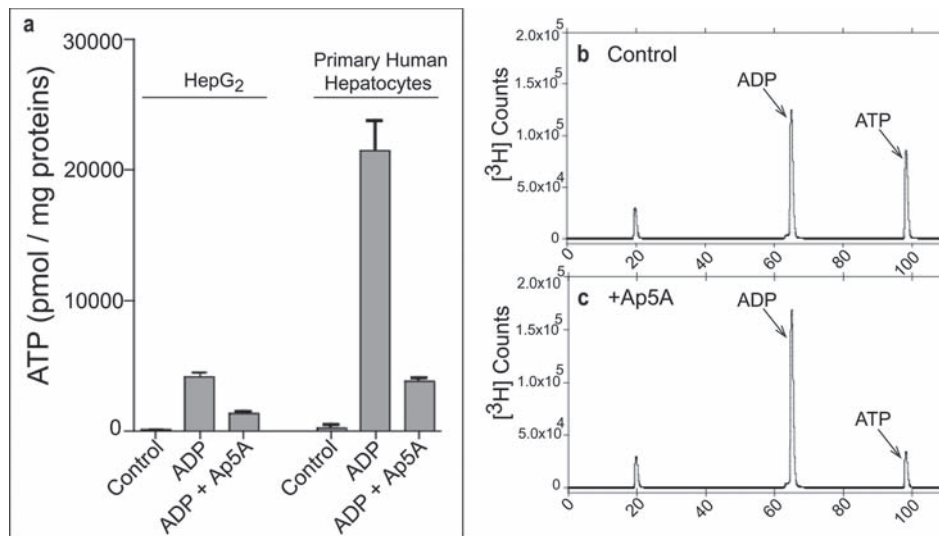 a
30000
20000
10000
0
ATP (pmol / mg proteins)
HepG2
Primary Human
Hepatocytes
Control
ADP
ADP + Ap5A
Control
ADP
ADP + Ap5A
b Control
2.0x10^5
1.5x10^5
1.0x10^5
5.0x10^4
0
[3H] Counts
ADP
ATP
0 20 40 60 80 100
c +Ap5A
2.0x10^5
1.5x10^5
1.0x10^5
5.0x10^4
0
[3H] Counts
ADP
ATP
0 20 40 60 80 100